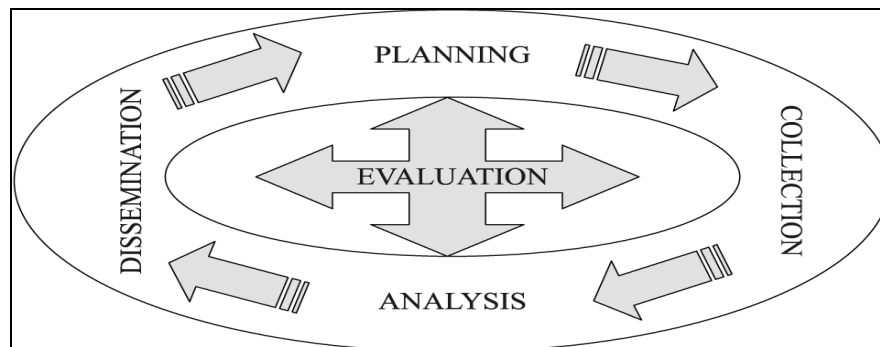 PLANNING
COLLECTION
EVALUATION
DISSEMINATION
ANALYSIS